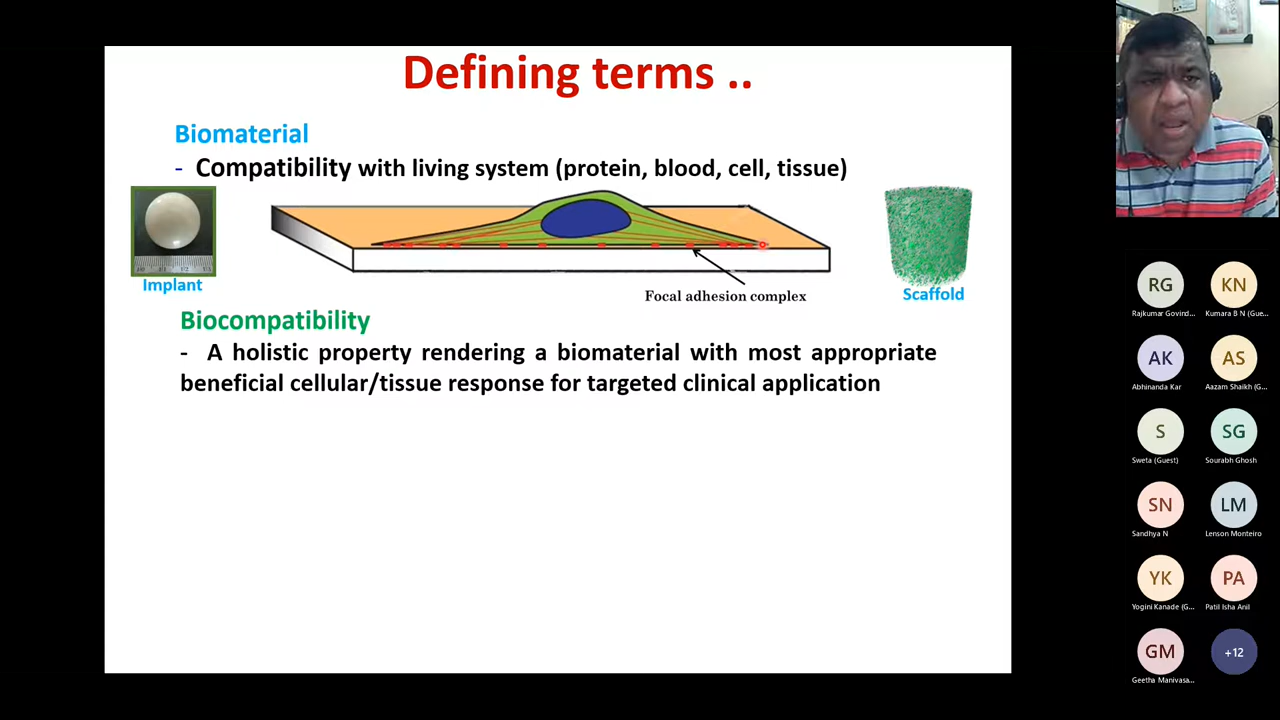 Defining terms ..
Biomaterial
- Compatibility with living system (protein, blood, cell, tissue)
Implant
Focal adhesion complex
Scaffold
Biocompatibility
- A holistic property rendering a biomaterial with most appropriate
beneficial cellular/tissue response for targeted clinical application
RG
KN
Rajkumar Govind...
Kumara B N (Gue...
AK
AS
Abhinanda Kar
Aazam Shaikh (G...
S
SG
Sweta (Guest)
Sourabh Ghosh
SN
LM
Sandhya N
Lenson Monteiro
YK
PA
Yogini Kanade (G...
Patil Isha Anil
GM
+12
Geetha Manivasa...